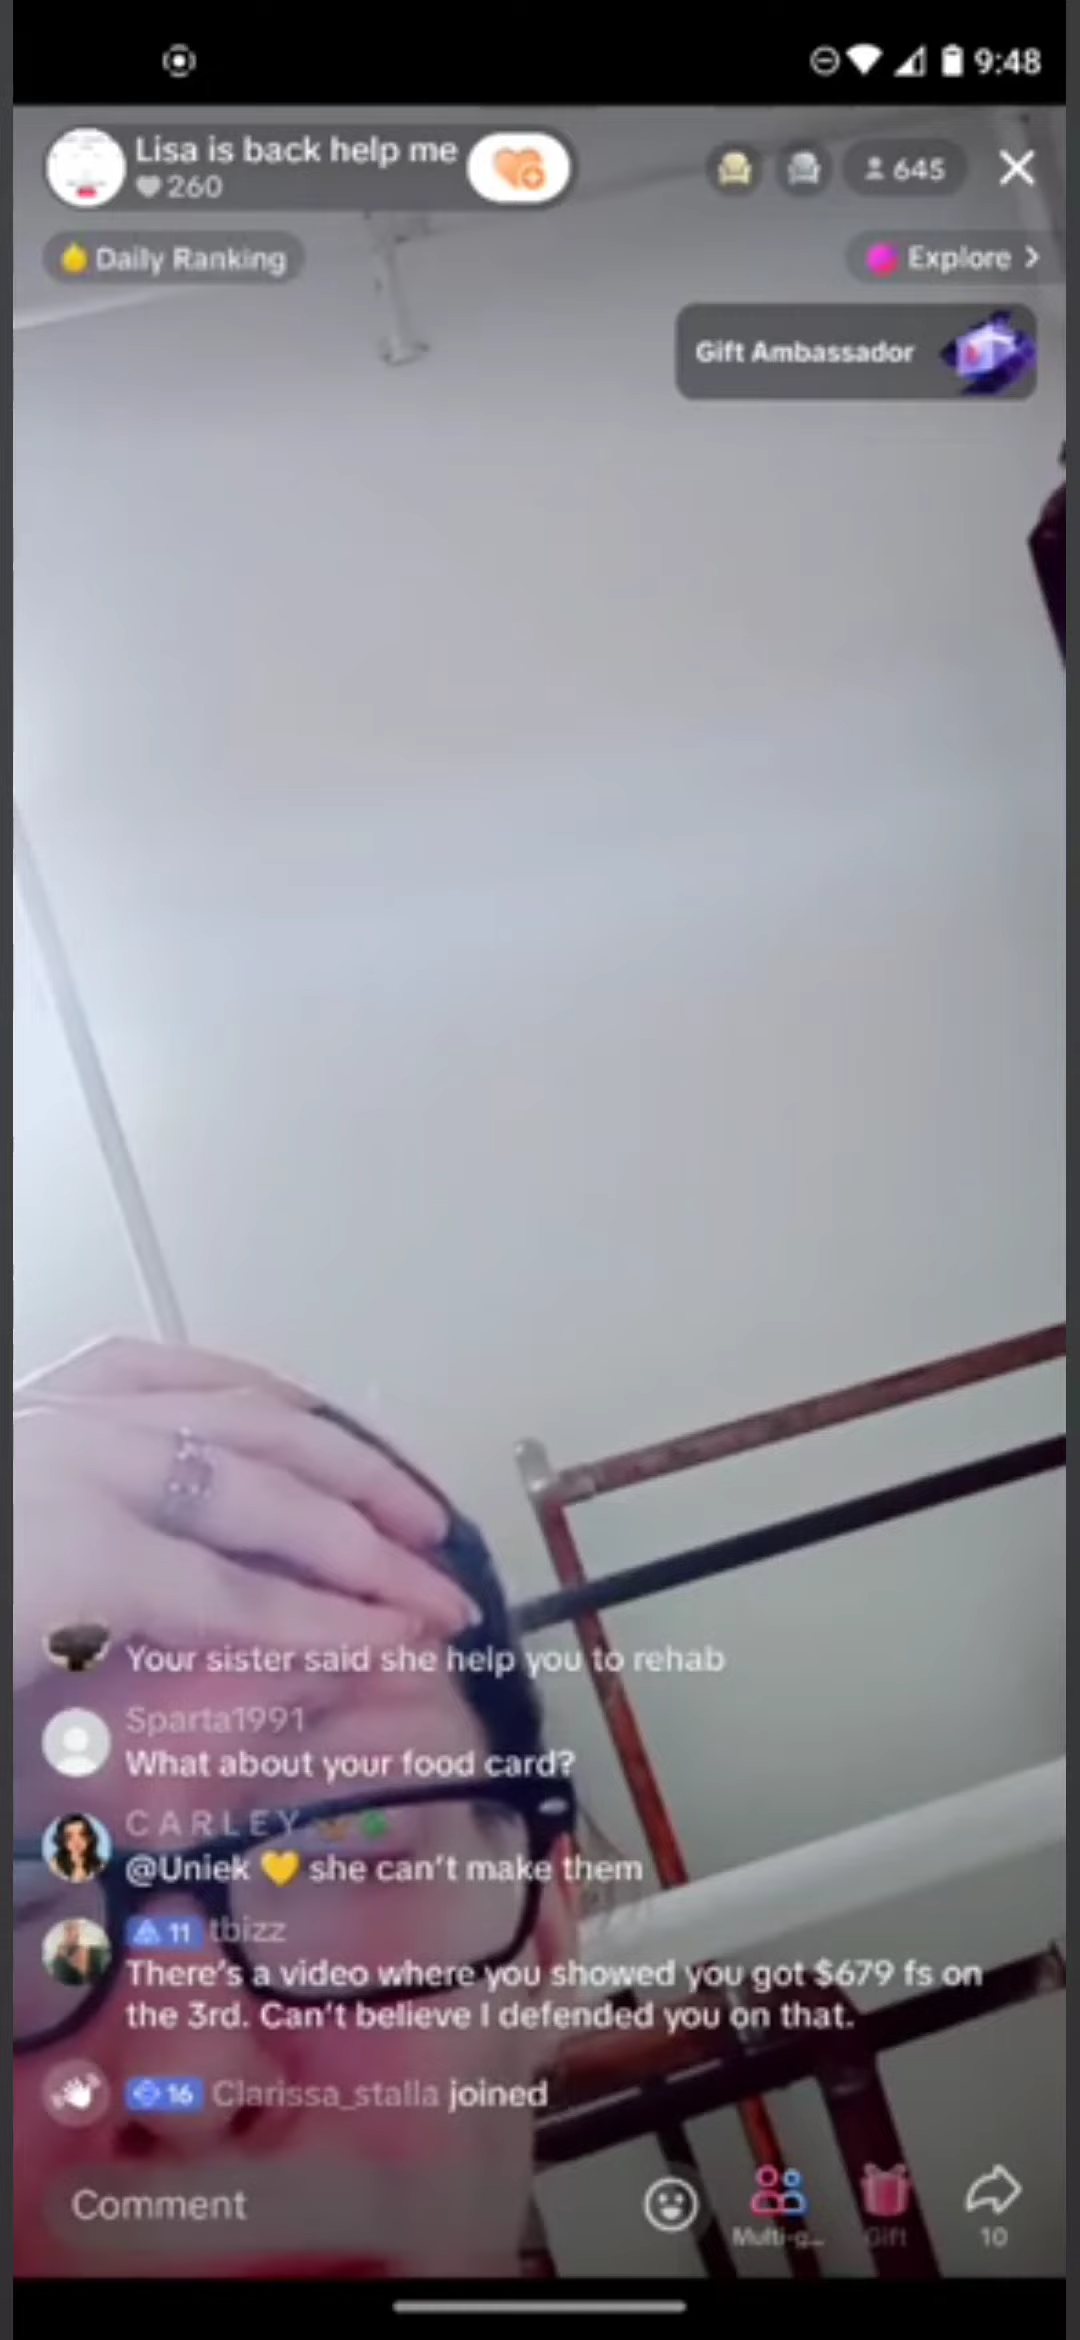 9:48
Lisa is back help me
260
645
Daily Ranking
Explore >
Gift Ambassador
Your sister said she help you to rehab
Sparta1991
What about your food card?
C A R L E Y
@Uniek 💛 she can't make them
11 tbizz
There's a video where you showed you got $679 fs on
the 3rd. Can't believe I defended you on that.
16 Clarissa_stalla joined
Comment
Multi-g...
Gift
10